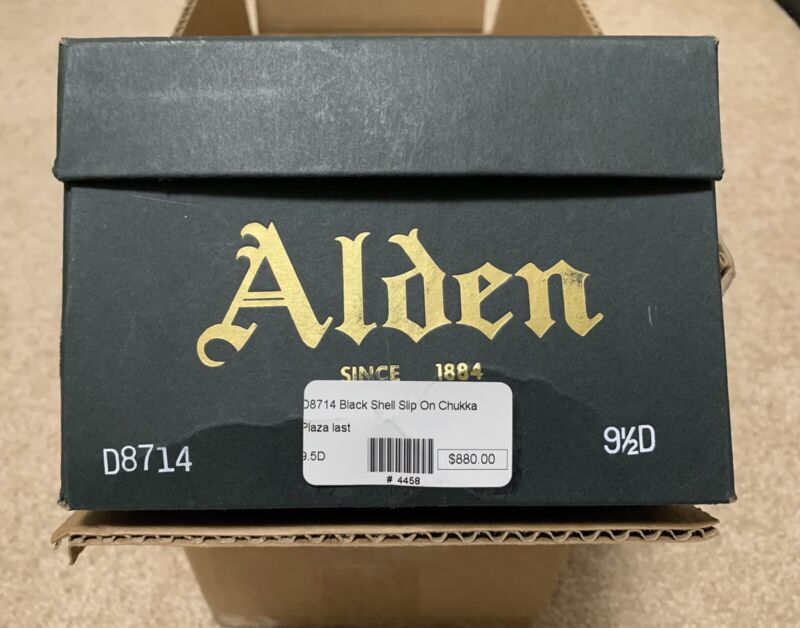 Alden
SINCE 1884
D8714 Black Shell Slip On Chukka
Plaza last
9.5D
$880.00
# 4458
D8714
9½D